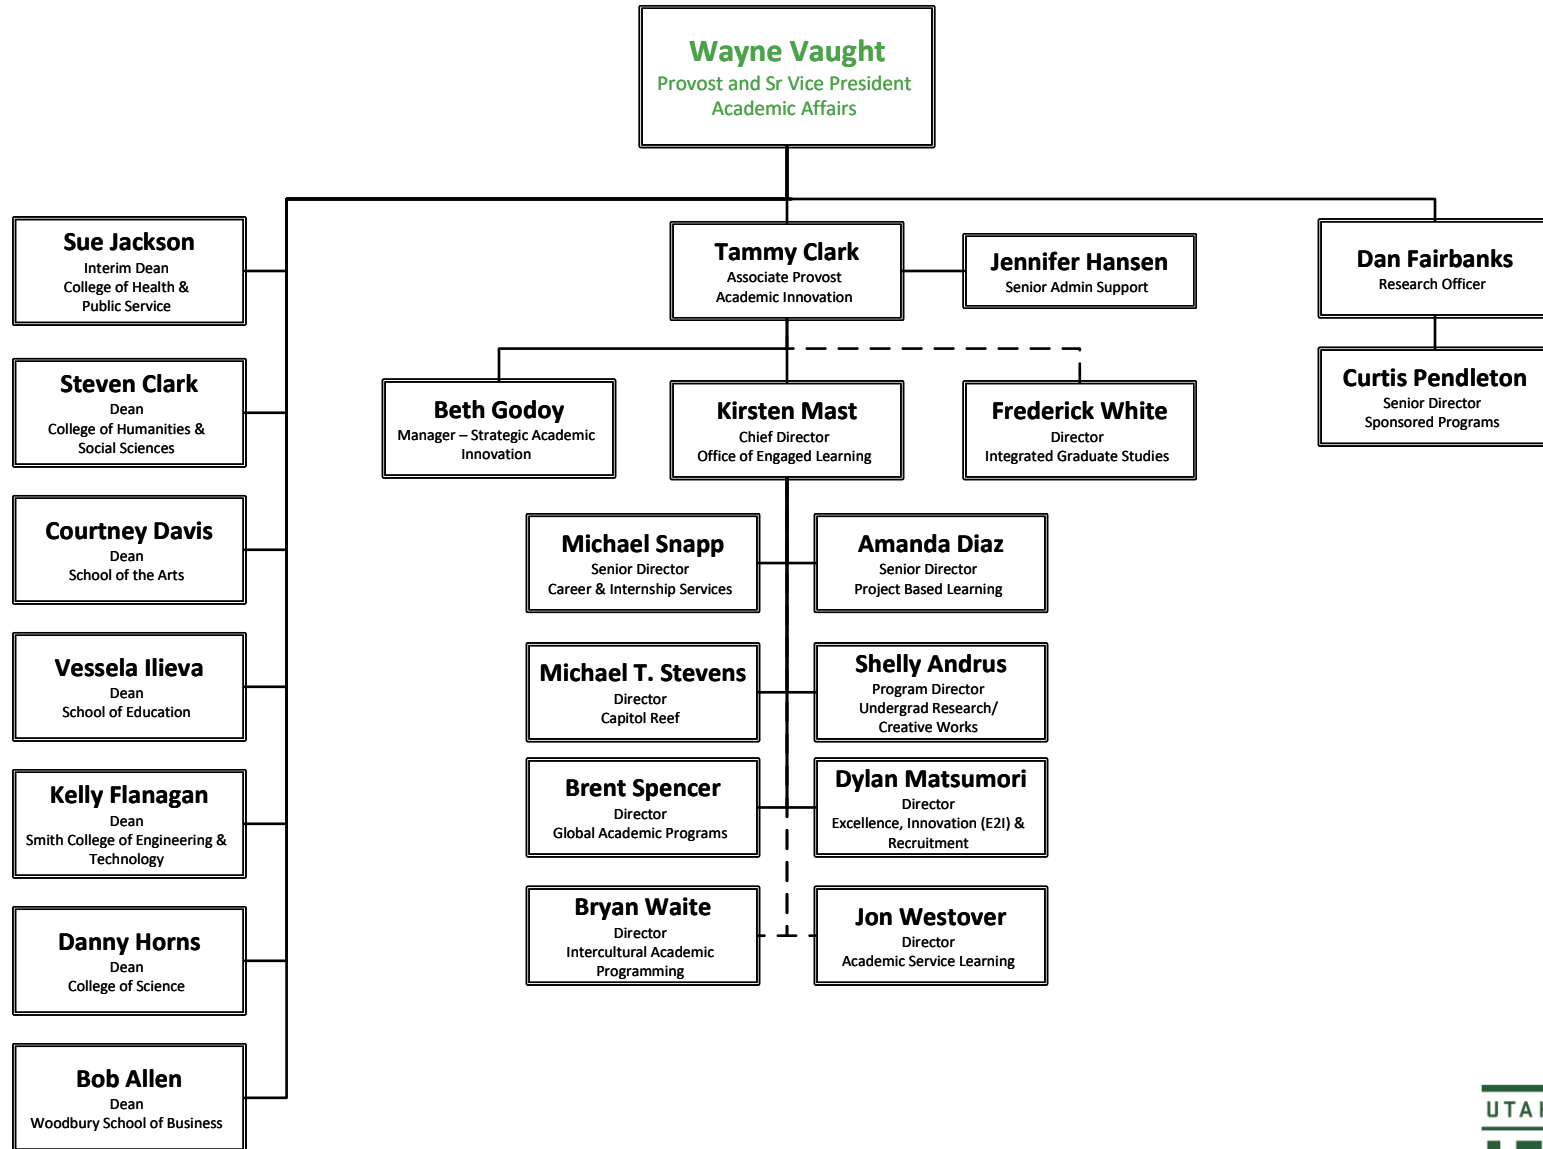 Wayne Vaught
Provost and Sr Vice President
Academic Affairs
Sue Jackson
Interim Dean
College of Health &
Public Service
Steven Clark
Dean
College of Humanities &
Social Sciences
Courtney Davis
Dean
School of the Arts
Vessela Ilieva
Dean
School of Education
Kelly Flanagan
Dean
Smith College of Engineering &
Technology
Danny Horns
Dean
College of Science
Bob Allen
Dean
Woodbury School of Business
Tammy Clark
Associate Provost
Academic Innovation
Jennifer Hansen
Senior Admin Support
Beth Godoy
Manager – Strategic Academic
Innovation
Kirsten Mast
Chief Director
Office of Engaged Learning
Frederick White
Director
Integrated Graduate Studies
Michael Snapp
Senior Director
Career & Internship Services
Amanda Diaz
Senior Director
Project Based Learning
Michael T. Stevens
Director
Capitol Reef
Shelly Andrus
Program Director
Undergrad Research/
Creative Works
Brent Spencer
Director
Global Academic Programs
Dylan Matsumori
Director
Excellence, Innovation (E2I) &
Recruitment
Bryan Waite
Director
Intercultural Academic
Programming
Jon Westover
Director
Academic Service Learning
Dan Fairbanks
Research Officer
Curtis Pendleton
Senior Director
Sponsored Programs